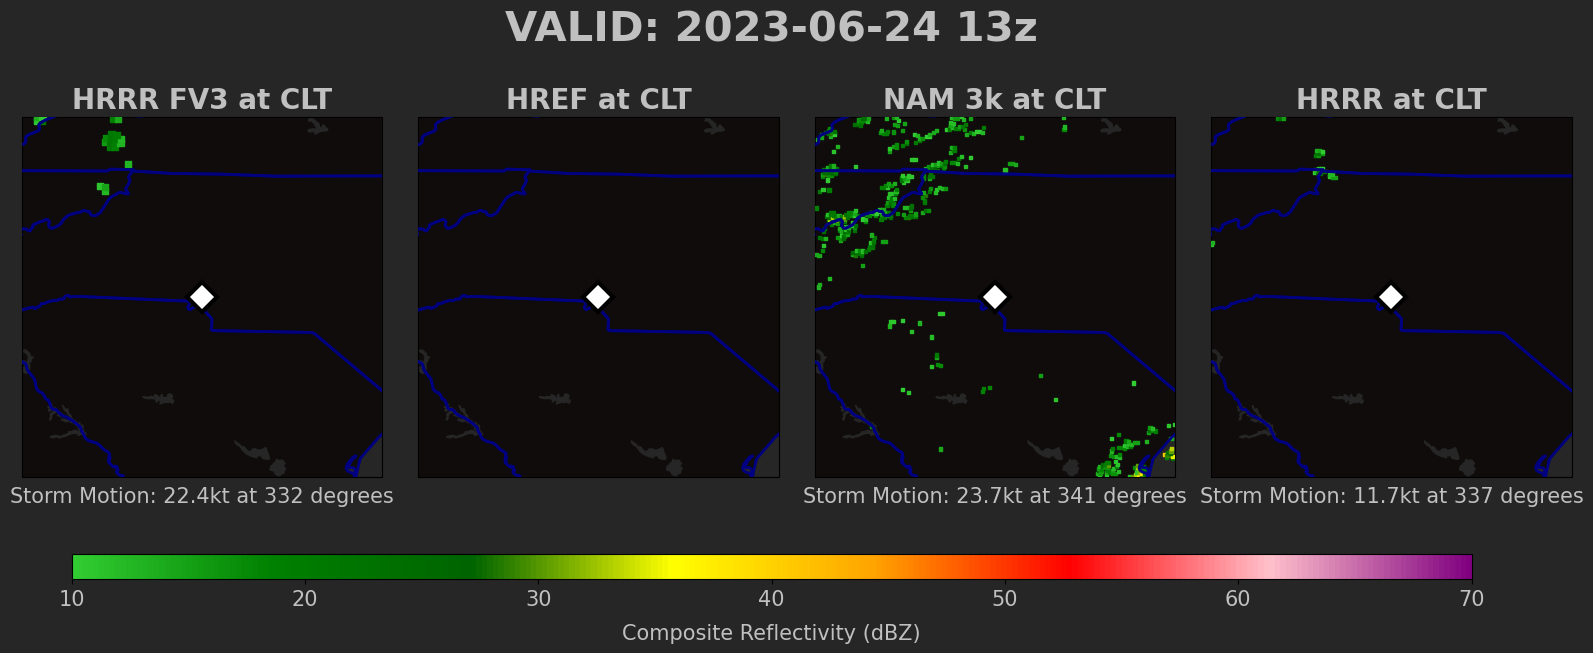 VALID: 2023-06-24 13z
HRRR FV3 at CLT
HREF at CLT
NAM 3k at CLT
HRRR at CLT
Storm Motion: 22.4kt at 332 degrees
Storm Motion: 23.7kt at 341 degrees
Storm Motion: 11.7kt at 337 degrees
10 20 30 40 50 60 70
Composite Reflectivity (dBZ)